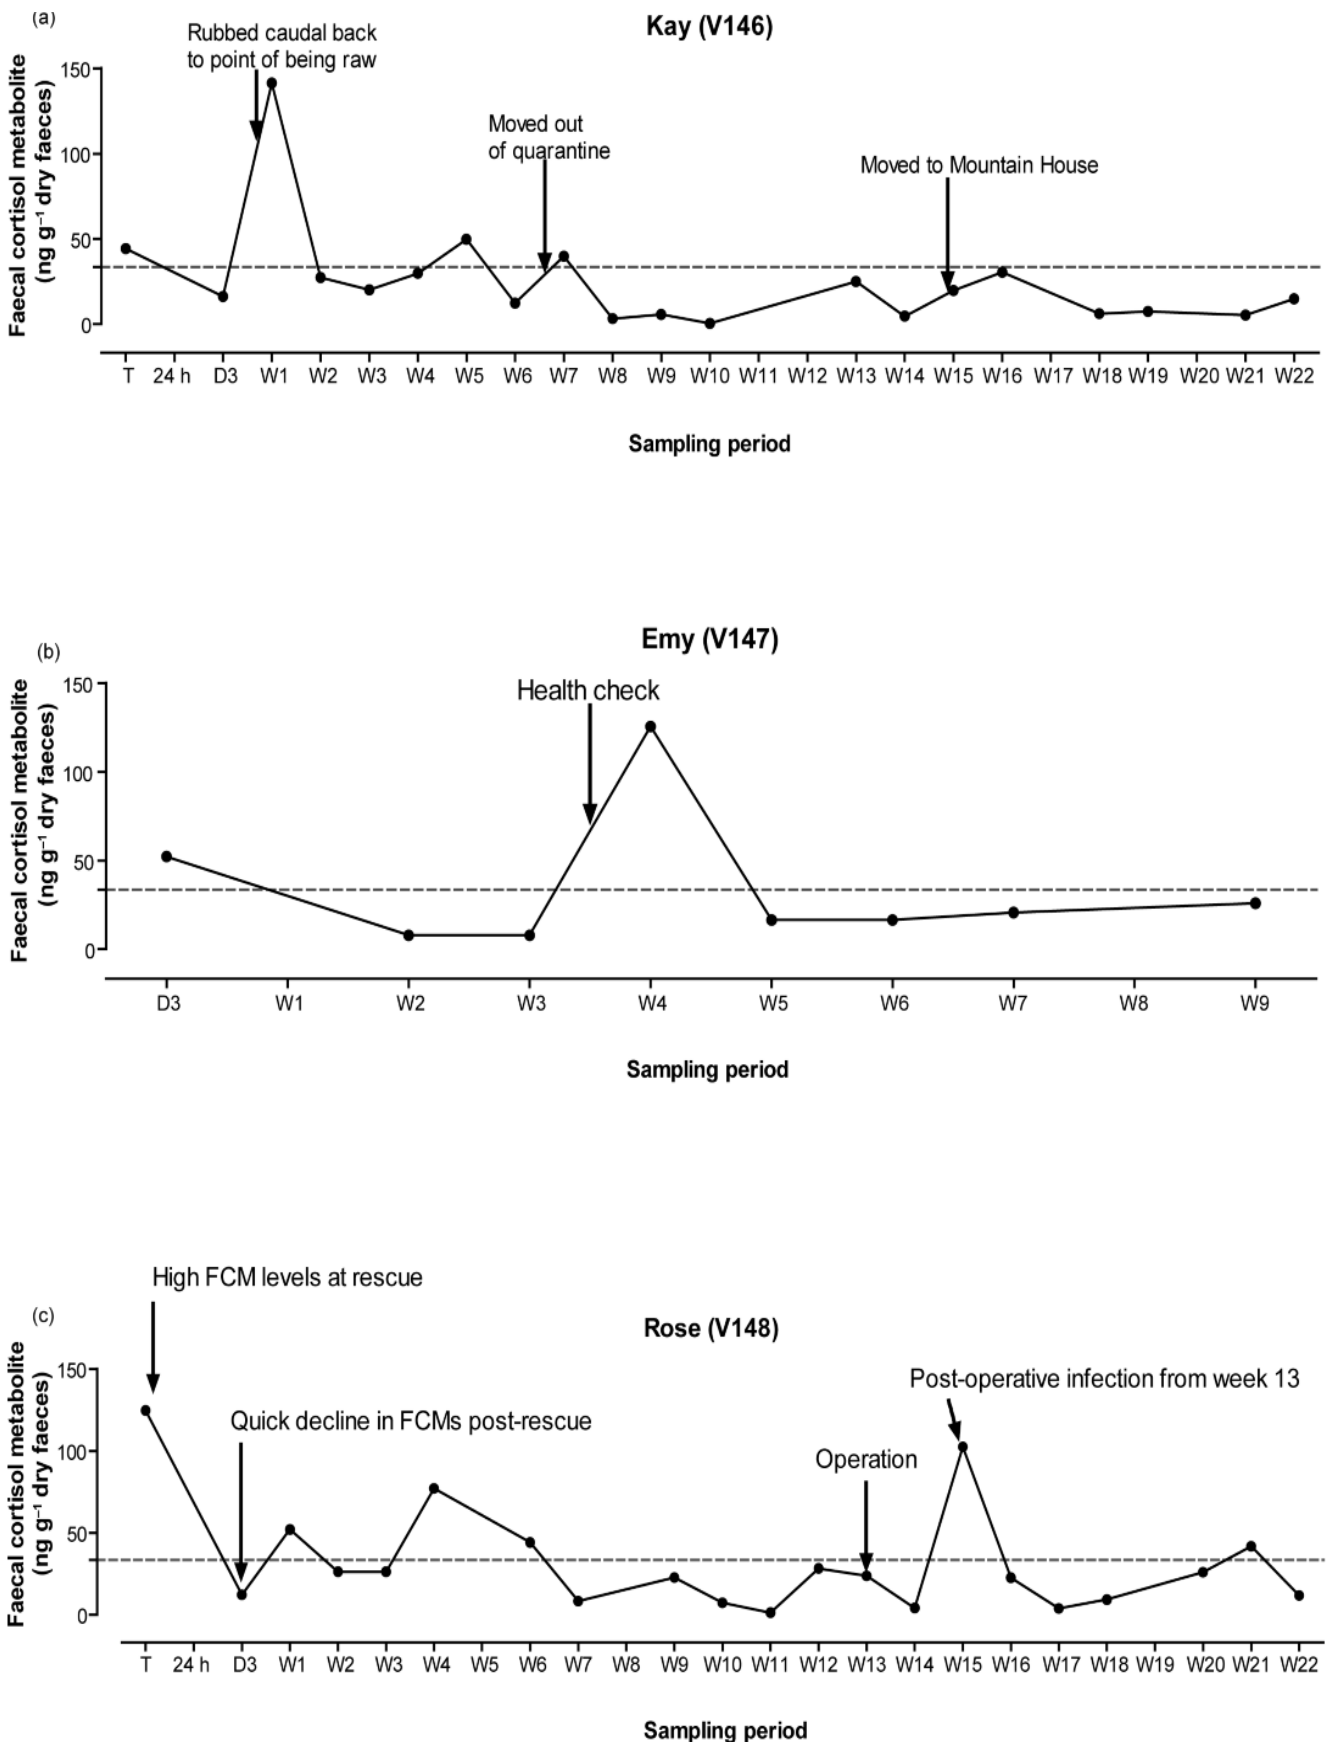 (a)
Kay (V146)
Rubbed caudal back
to point of being raw
Moved out
of quarantine
Moved to Mountain House
Faecal cortisol metabolite
(ng g⁻¹ dry faeces)
150
100
50
0
T 24 h D3 W1 W2 W3 W4 W5 W6 W7 W8 W9 W10 W11 W12 W13 W14 W15 W16 W17 W18 W19 W20 W21 W22
Sampling period
(b)
Emy (V147)
Health check
Faecal cortisol metabolite
(ng g⁻¹ dry faeces)
150
100
50
0
D3 W1 W2 W3 W4 W5 W6 W7 W8 W9
Sampling period
High FCM levels at rescue
(c)
Rose (V148)
Quick decline in FCMs post-rescue
Post-operative infection from week 13
Operation
Faecal cortisol metabolite
(ng g⁻¹ dry faeces)
150
100
50
0
T 24 h D3 W1 W2 W3 W4 W5 W6 W7 W8 W9 W10 W11 W12 W13 W14 W15 W16 W17 W18 W19 W20 W21 W22
Sampling period